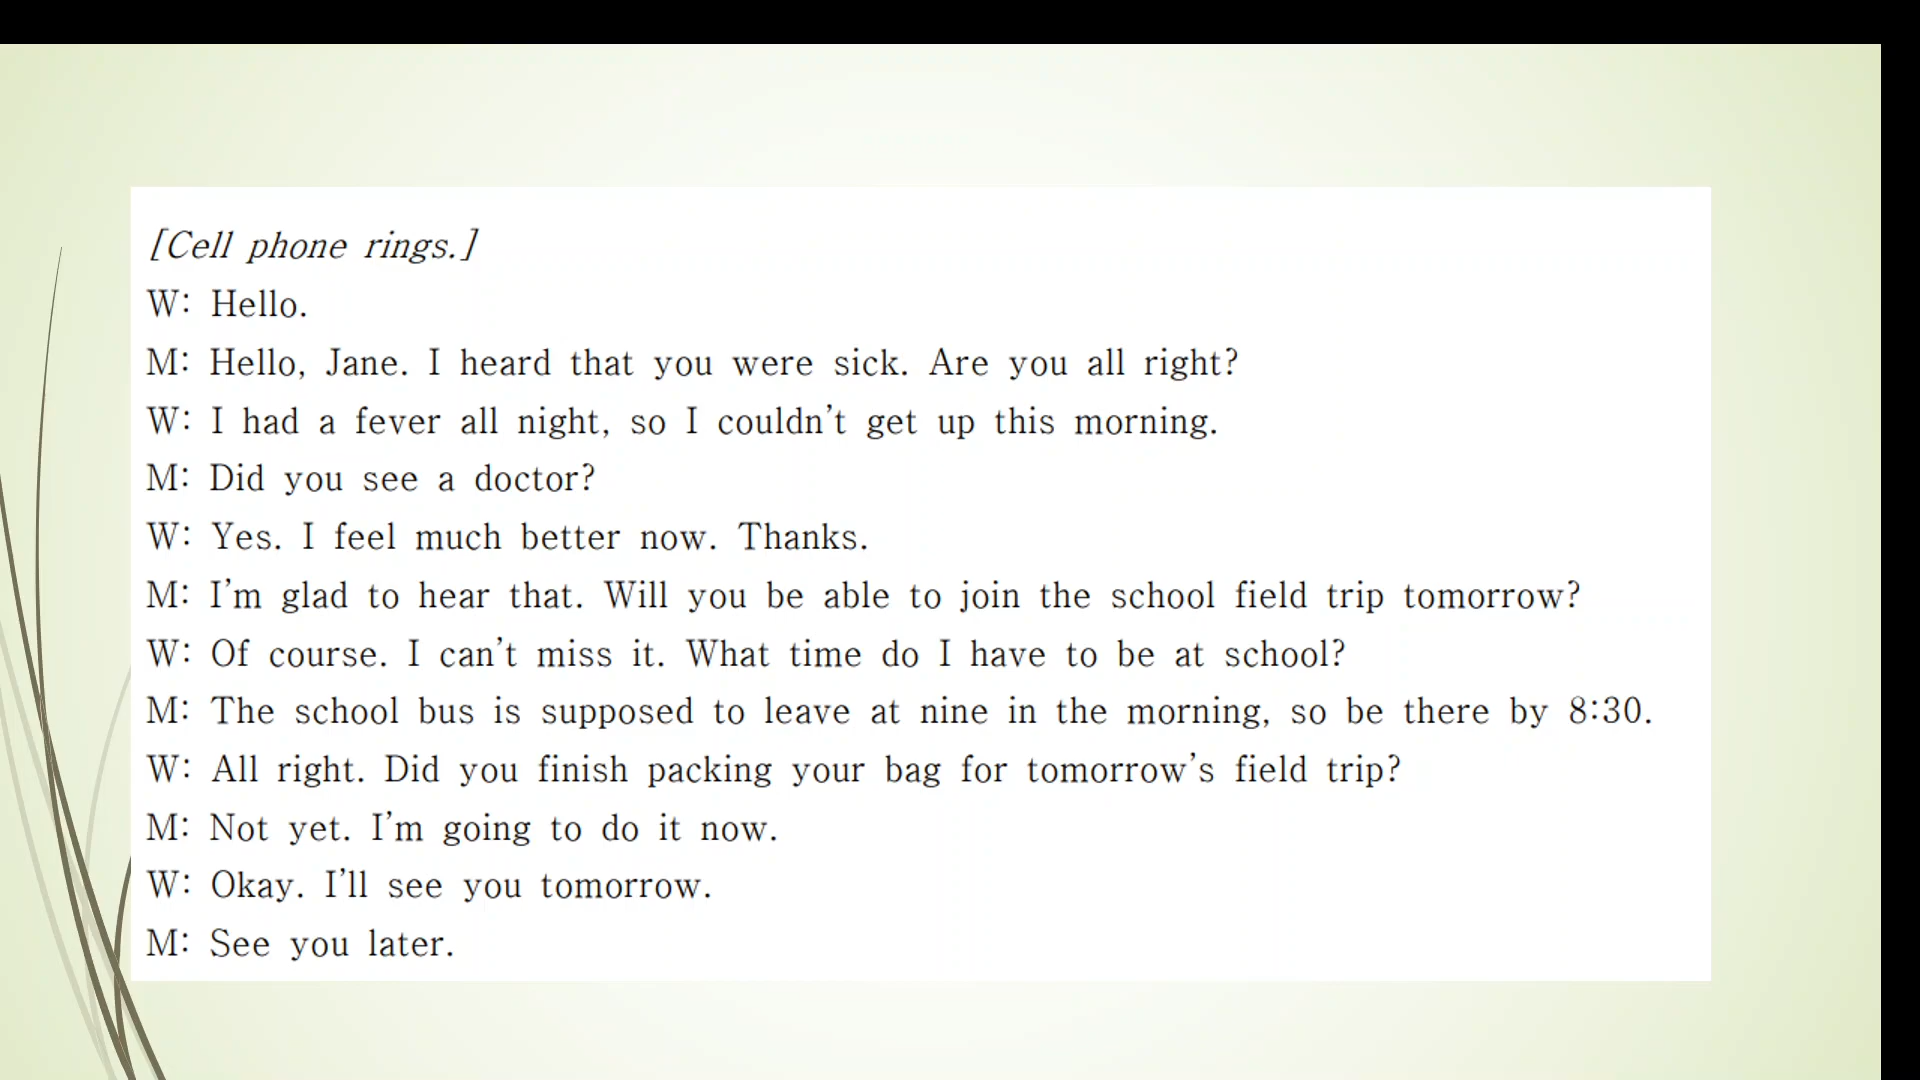 [Cell phone rings.]
W: Hello.
M: Hello, Jane. I heard that you were sick. Are you all right?
W: I had a fever all night, so I couldn't get up this morning.
M: Did you see a doctor?
W: Yes. I feel much better now. Thanks.
M: I'm glad to hear that. Will you be able to join the school field trip tomorrow?
W: Of course. I can't miss it. What time do I have to be at school?
M: The school bus is supposed to leave at nine in the morning, so be there by 8:30.
W: All right. Did you finish packing your bag for tomorrow's field trip?
M: Not yet. I'm going to do it now.
W: Okay. I'll see you tomorrow.
M: See you later.